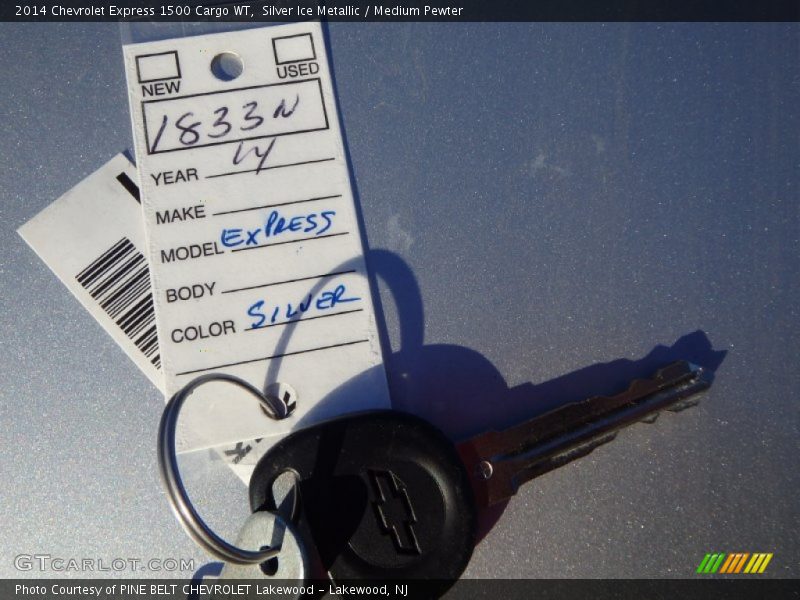 2014 Chevrolet Express 1500 Cargo WT, Silver Ice Metallic / Medium Pewter
NEW USED
1833N
YEAR 14
MAKE
MODEL EXPRESS
BODY
COLOR SILVER
GTCARLOT.COM
Photo Courtesy of PINE BELT CHEVROLET Lakewood - Lakewood, NJ